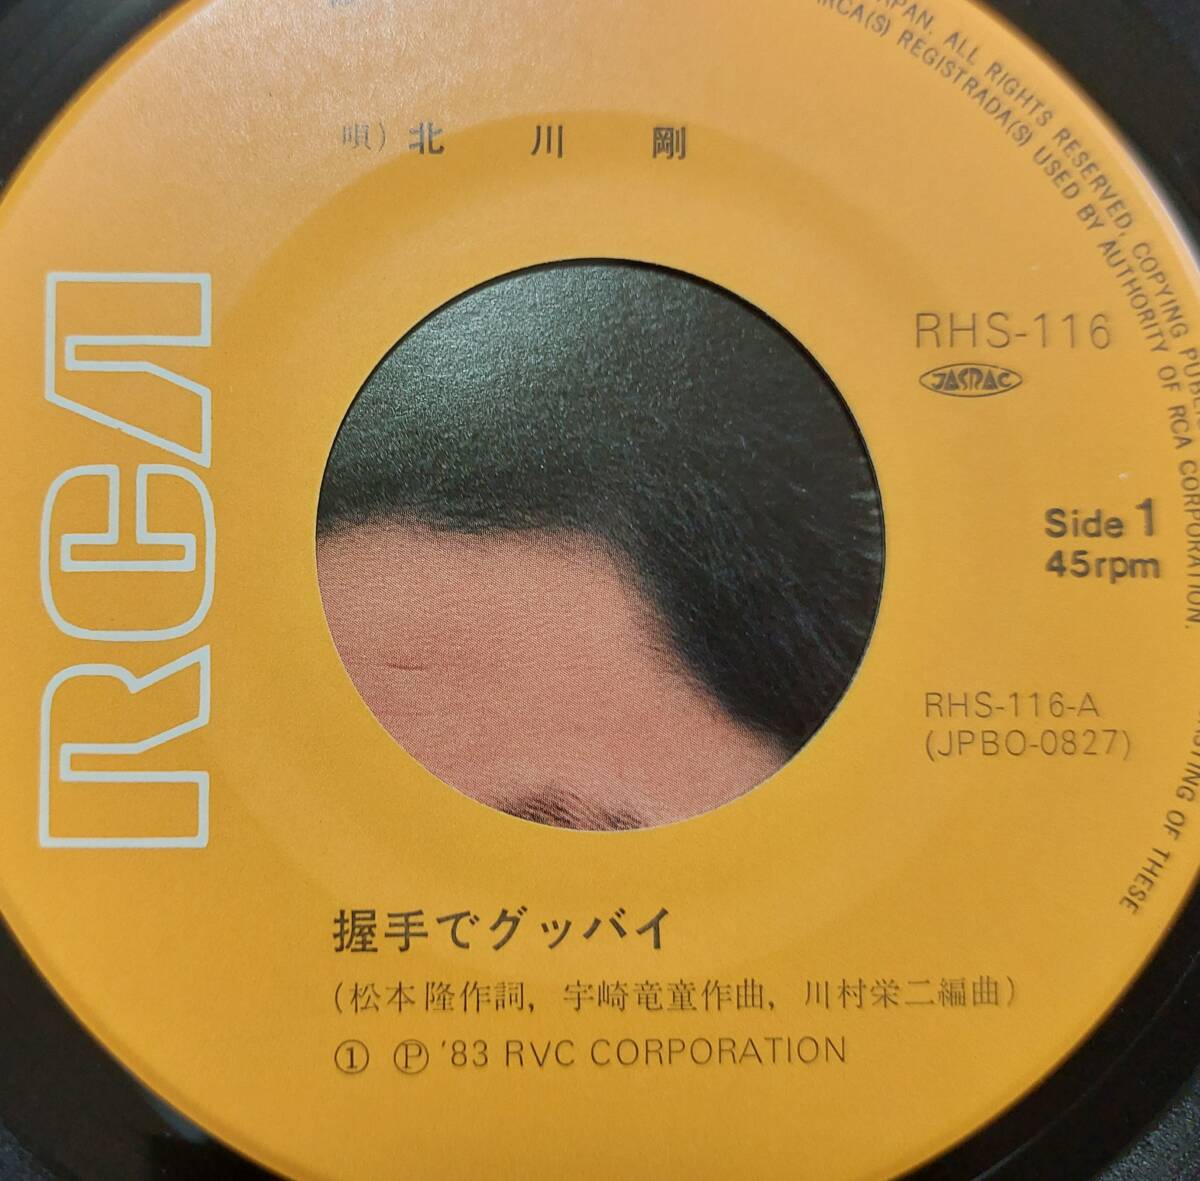 唄）北川剛
JAPAN. ALL RIGHTS RESERVED, COPYING PUBLIC
MARCA(S) REGISTRADA(S) USED BY AUTHORITY OF RCA CORPORATION.
OF THESE
RCA
RHS-116
JASRAC
Side 1
45rpm
RHS-116-A
(JPBO-0827)
握手でグッバイ
(松本隆作詞, 宇崎竜童作曲, 川村栄二編曲)
① Ⓟ '83 RVC CORPORATION